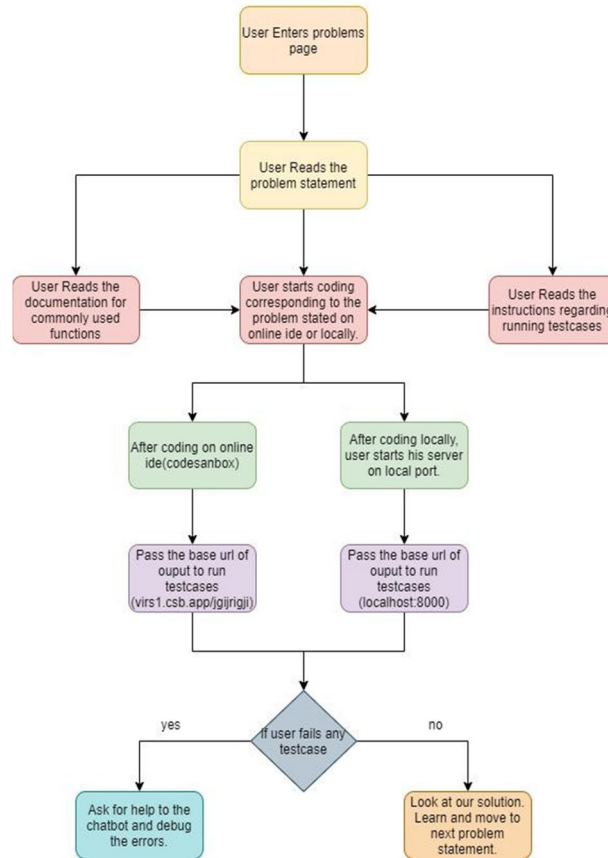 User Enters problems
page
User Reads the
problem statement
User Reads the
documentation for
commonly used
functions
User starts coding
corresponding to the
problem stated on
online ide or locally.
User Reads the
instructions regarding
running testcases
After coding on online
ide(codesanbox)
After coding locally,
user starts his server
on local port.
Pass the base url of
ouput to run
testcases
(virs1.csb.app/jgijrigji)
Pass the base url of
ouput to run
testcases
(localhost:8000)
If user fails any
testcase
yes
no
Ask for help to the
chatbot and debug
the errors.
Look at our solution.
Learn and move to
next problem
statement.